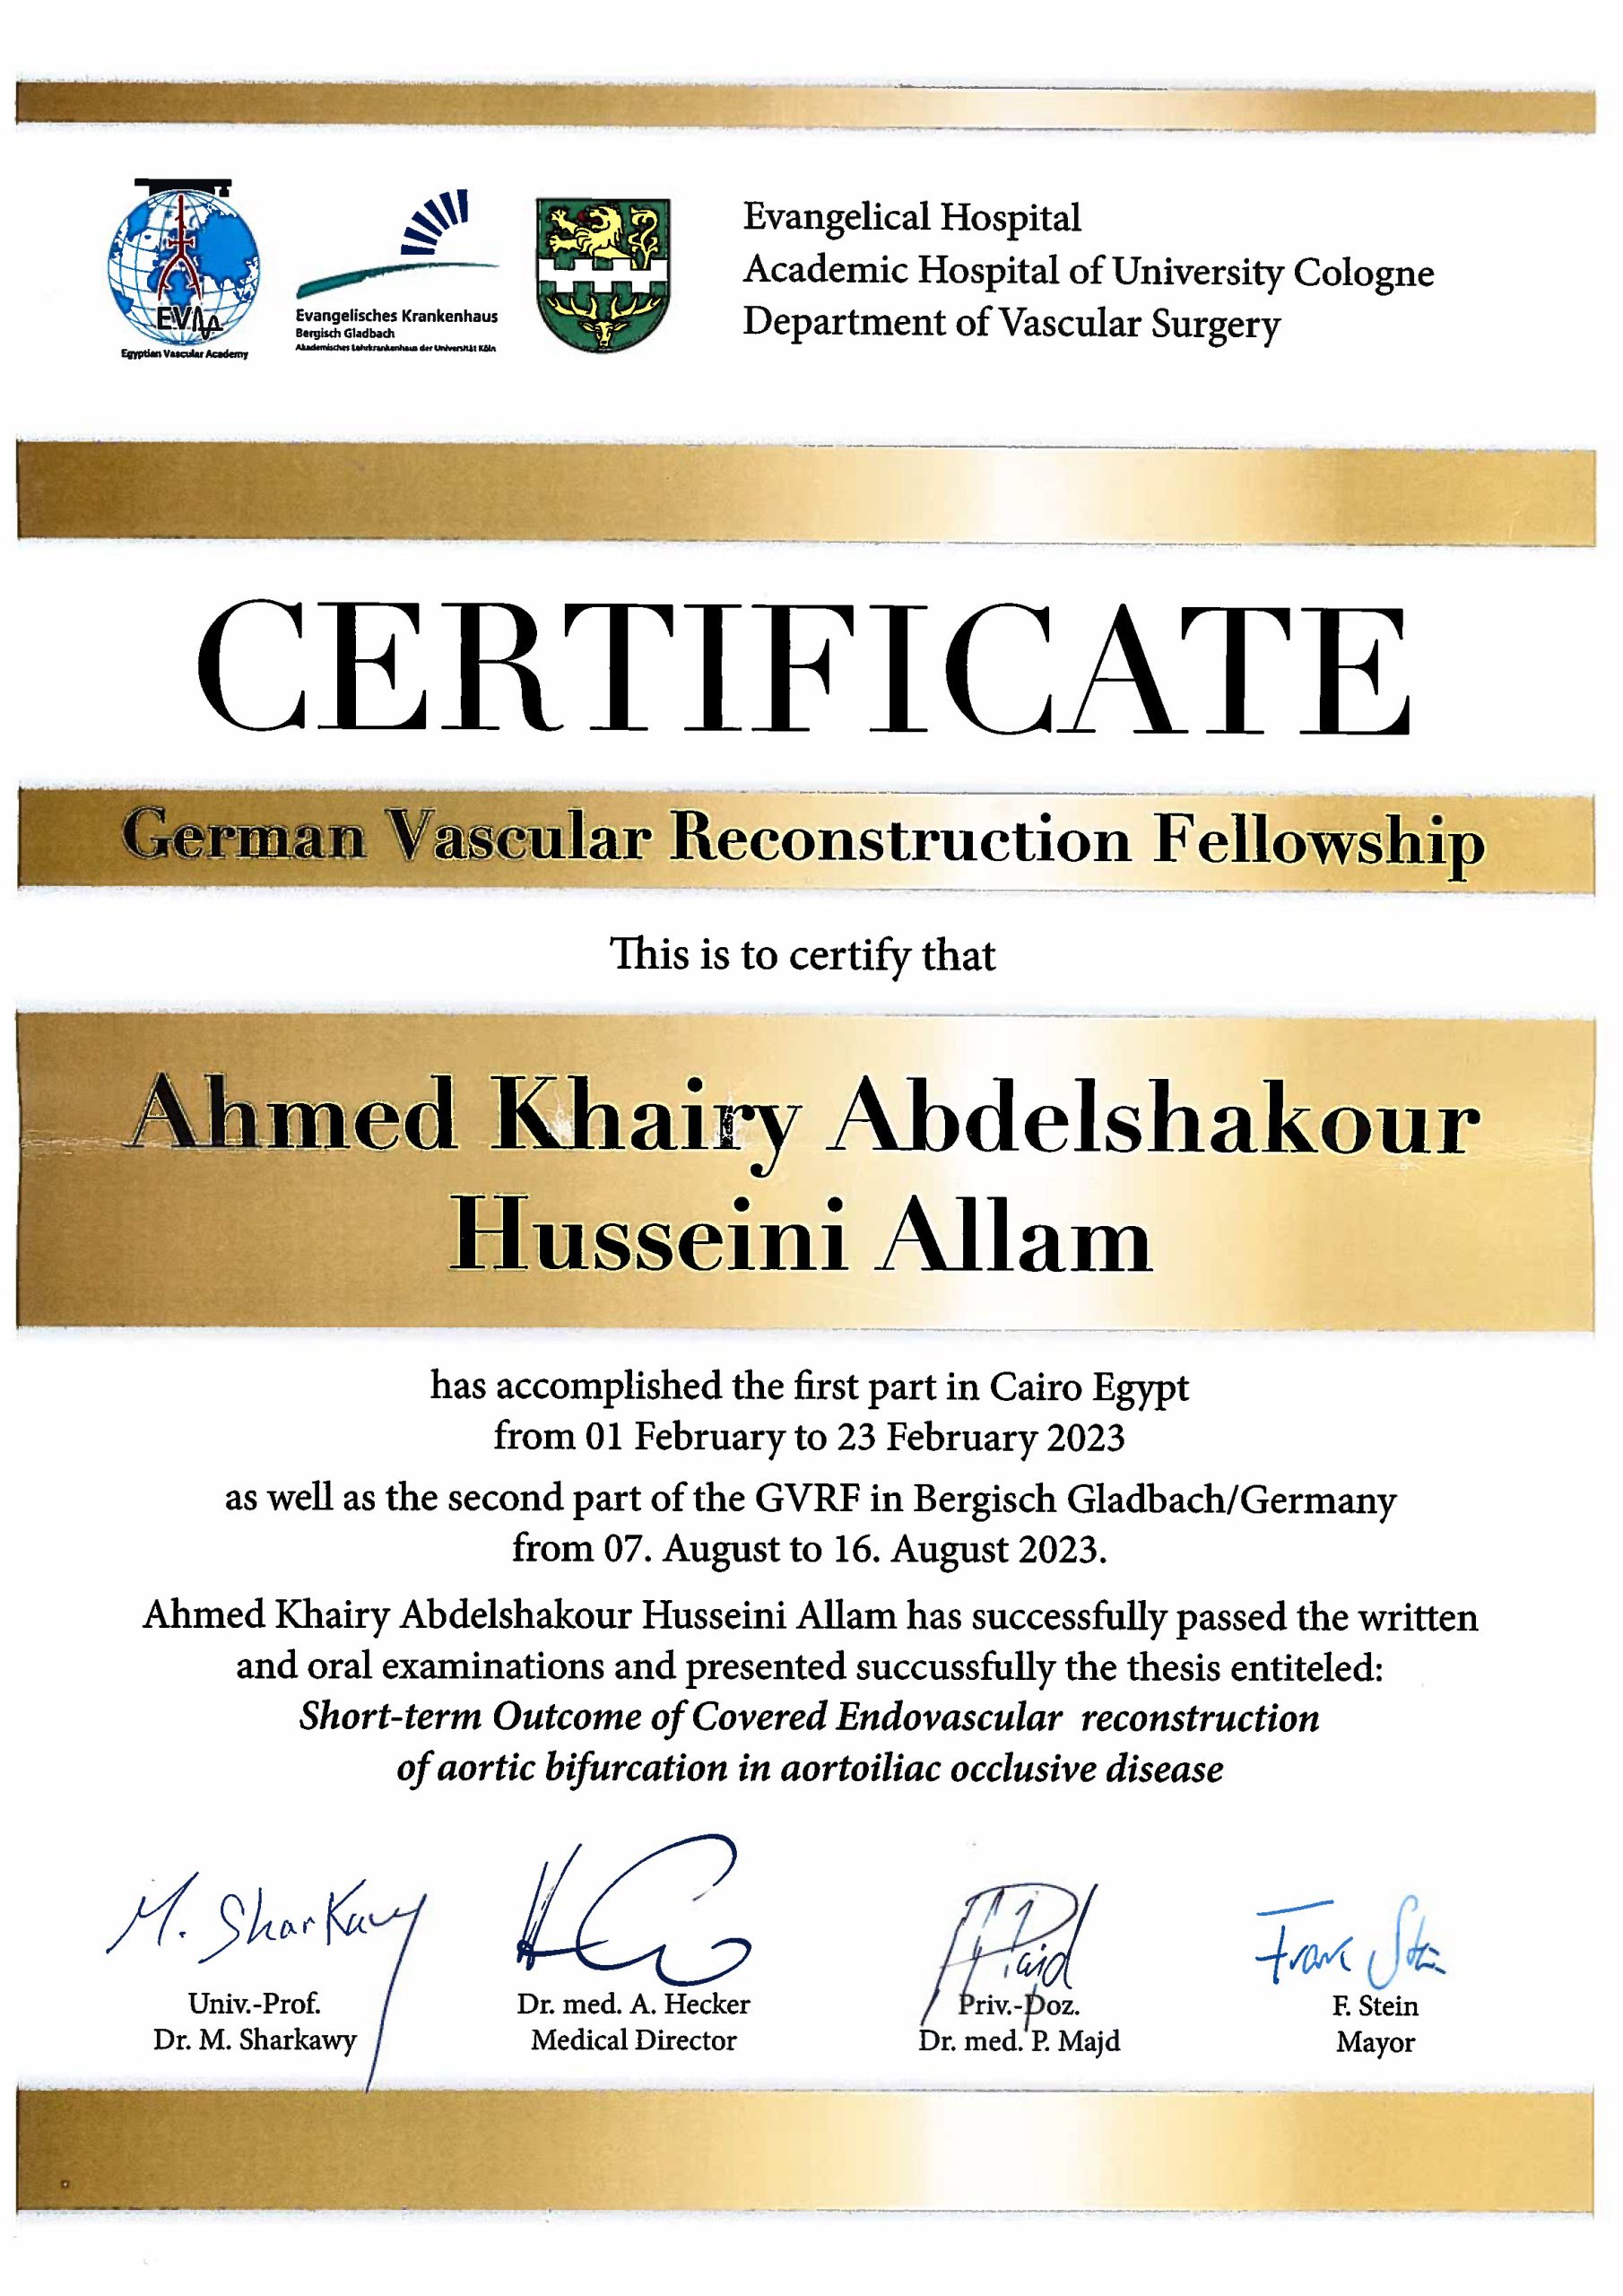 EVA
Egyptian Vascular Academy
Evangelisches Krankenhaus
Bergisch Gladbach
Akademisches Lehrkrankenhaus der Universität Köln
Evangelical Hospital
Academic Hospital of University Cologne
Department of Vascular Surgery
CERTIFICATE
German Vascular Reconstruction Fellowship
This is to certify that
Ahmed Khairy Abdelshakour
Husseini Allam
has accomplished the first part in Cairo Egypt
from 01 February to 23 February 2023
as well as the second part of the GVRF in Bergisch Gladbach/Germany
from 07. August to 16. August 2023.
Ahmed Khairy Abdelshakour Husseini Allam has successfully passed the written
and oral examinations and presented succussfully the thesis entiteled:
Short-term Outcome of Covered Endovascular reconstruction
of aortic bifurcation in aortoiliac occlusive disease
M. Sharkawy
Frank Stein
Univ.-Prof.
Dr. M. Sharkawy
Dr. med. A. Hecker
Medical Director
Priv.-Doz.
Dr. med. P. Majd
F. Stein
Mayor